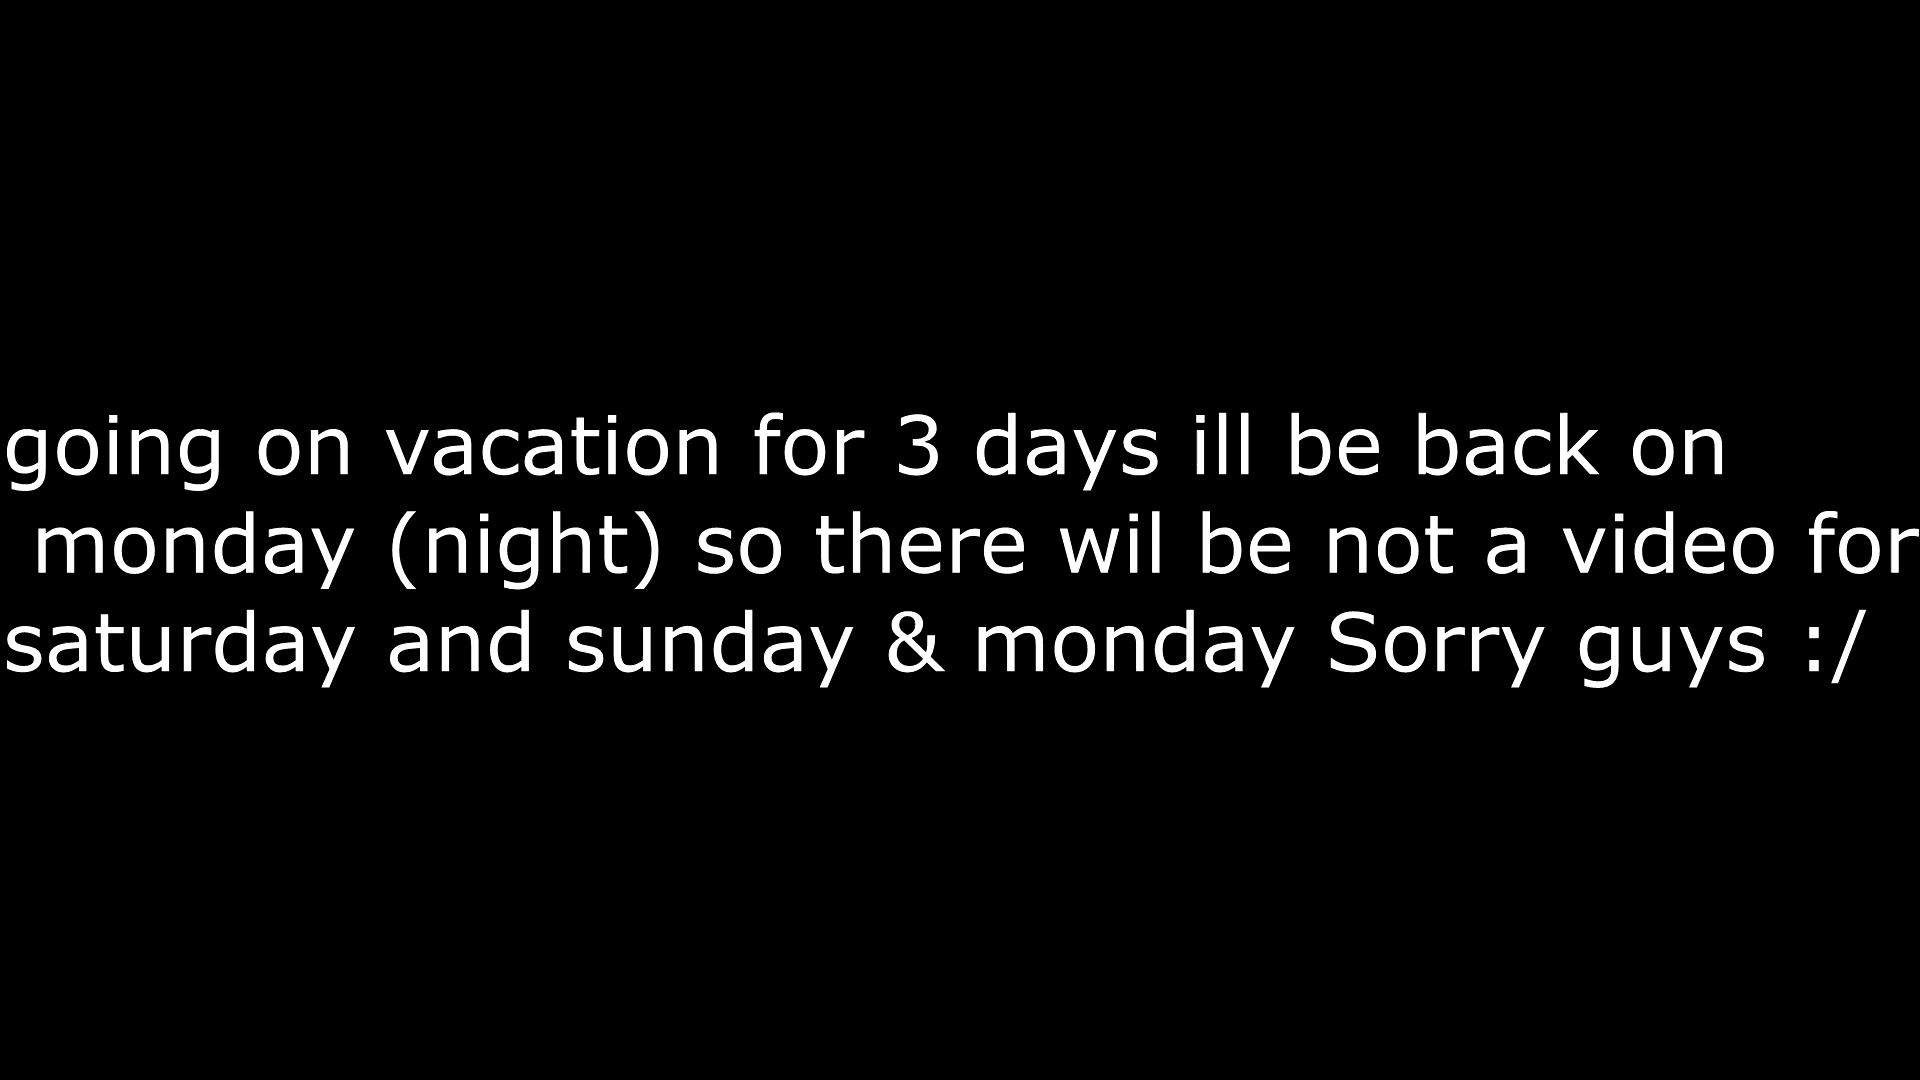 going on vacation for 3 days ill be back on
monday (night) so there wil be not a video for
saturday and sunday & monday Sorry guys :/